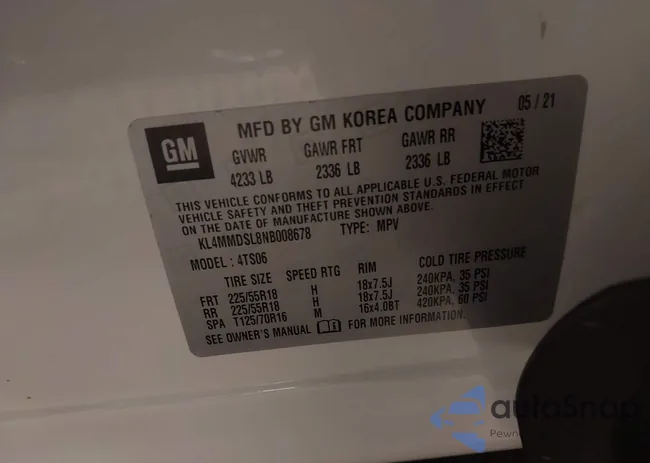 GM
MFD BY GM KOREA COMPANY 05 / 21
GVWR GAWR FRT GAWR RR
4233 LB 2336 LB 2336 LB
THIS VEHICLE CONFORMS TO ALL APPLICABLE U.S. FEDERAL MOTOR
VEHICLE SAFETY AND THEFT PREVENTION STANDARDS IN EFFECT
ON THE DATE OF MANUFACTURE SHOWN ABOVE.
KL4MMDSL8NB008678 TYPE: MPV
MODEL: 4TS06
TIRE SIZE SPEED RTG RIM COLD TIRE PRESSURE
FRT 225/55R18 H 18x7.5J 240KPA, 35 PSI
RR 225/55R18 H 18x7.5J 240KPA, 35 PSI
SPA T125/70R16 M 16x4.0BT 420KPA, 60 PSI
SEE OWNER'S MANUAL FOR MORE INFORMATION.
autoSnap
Powe